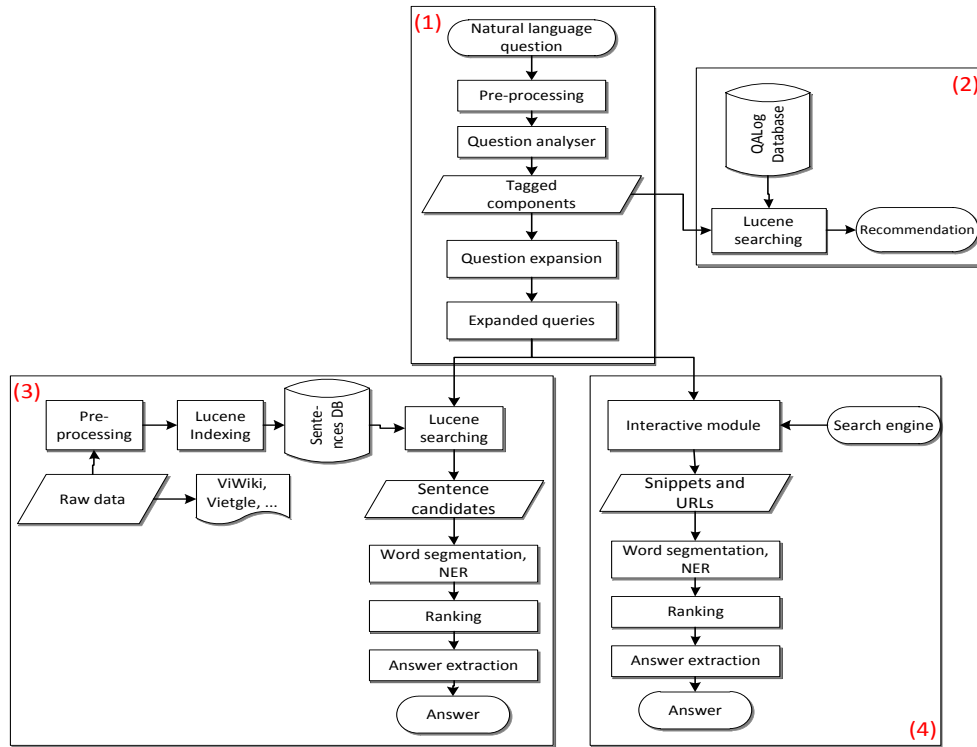 (1)
Natural language
question
Pre-processing
Question analyser
Tagged
components
Question expansion
Expanded queries
(2)
QALog
Database
Lucene
searching
Recommendation
(3)
Pre-
processing
Lucene
Indexing
Sente-
nces DB
Lucene
searching
Raw data
ViWiki,
Vietgle, ...
Sentence
candidates
Word segmentation,
NER
Ranking
Answer extraction
Answer
Interactive module
Search engine
Snippets and
URLs
Word segmentation,
NER
Ranking
Answer extraction
Answer
(4)